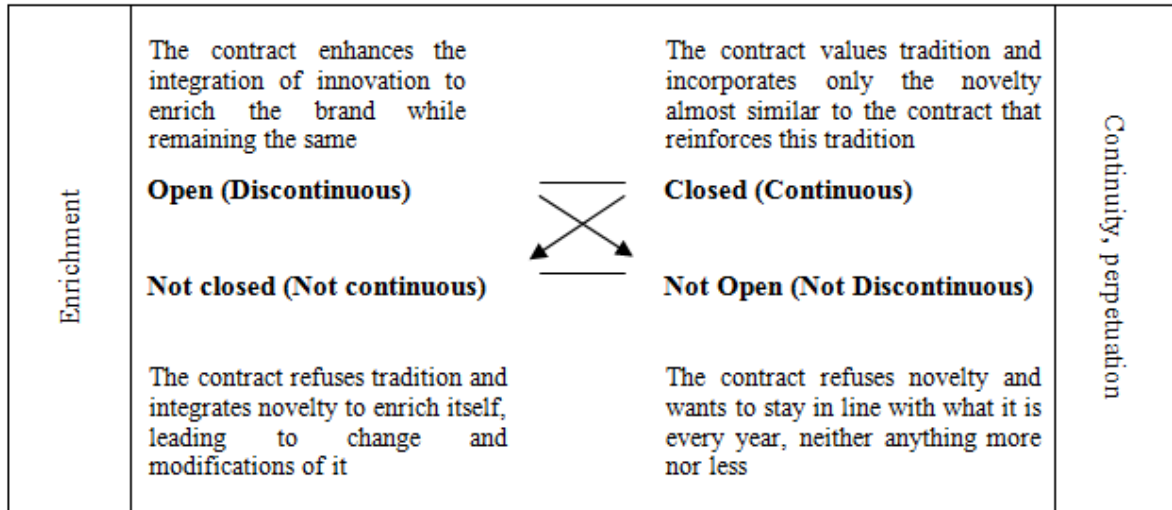 Enrichment
The contract enhances the
integration of innovation to
enrich the brand while
remaining the same
Open (Discontinuous)
Not closed (Not continuous)
The contract refuses tradition and
integrates novelty to enrich itself,
leading to change and
modifications of it
The contract values tradition and
incorporates only the novelty
almost similar to the contract that
reinforces this tradition
Closed (Continuous)
Not Open (Not Discontinuous)
The contract refuses novelty and
wants to stay in line with what it is
every year, neither anything more
nor less
Continuity, perpetuation